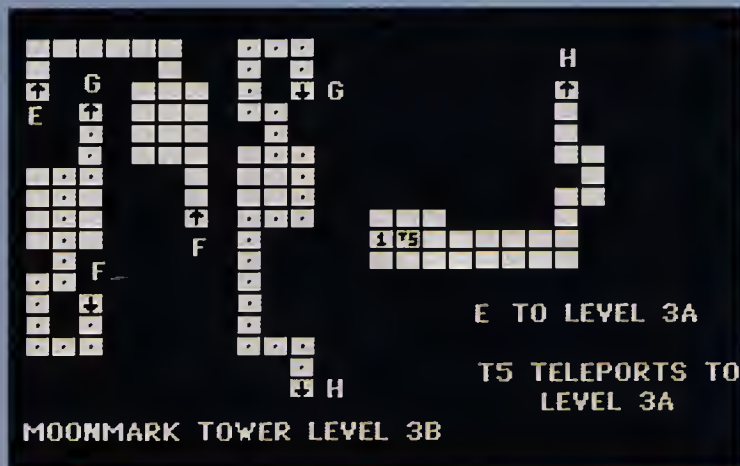 H
G
G
E
1 T5
F
F
E TO LEVEL 3A
T5 TELEPORTS TO
LEVEL 3A
H
MOONMARK TOWER LEVEL 3B